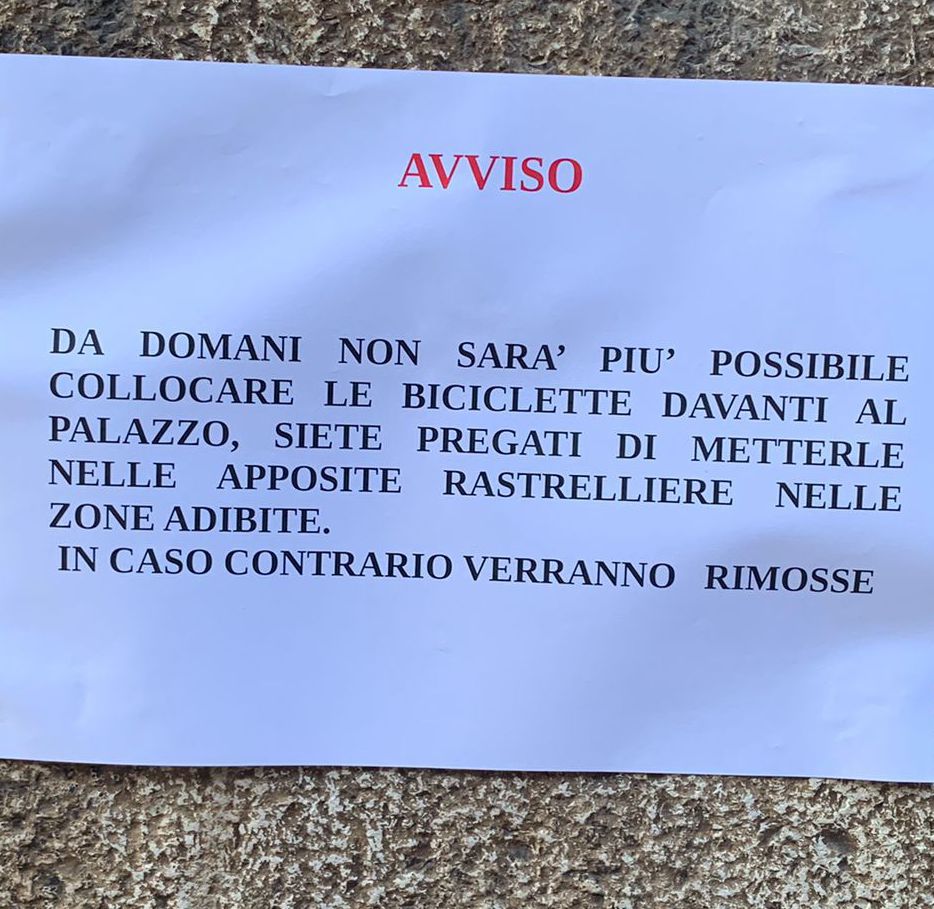 AVVISO
DA DOMANI NON SARA’ PIU’ POSSIBILE
COLLOCARE LE BICICLETTE DAVANTI AL
PALAZZO, SIETE PREGATI DI METTERLE
NELLE APPOSITE RASTRELLIERE NELLE
ZONE ADIBITE.
IN CASO CONTRARIO VERRANNO RIMOSSE